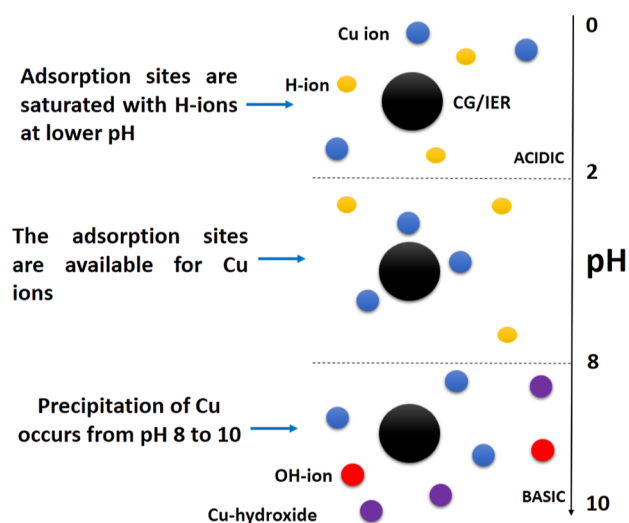 0
Cu ion
H-ion
Adsorption sites are
saturated with H-ions
at lower pH
CG/IER
ACIDIC
2
The adsorption sites
are available for Cu
ions
pH
8
Precipitation of Cu
occurs from pH 8 to 10
OH-ion
BASIC
10
Cu-hydroxide